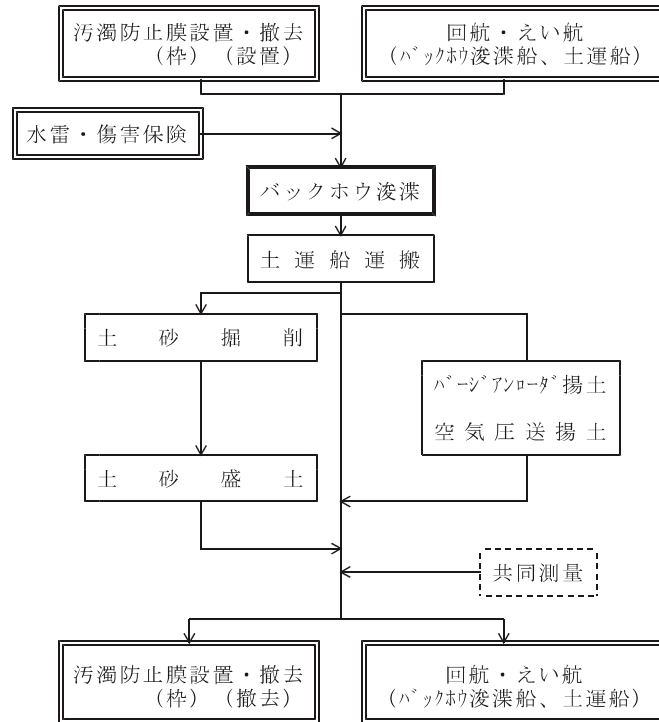 汚濁防止膜設置・撤去
（枠）（設置）
回航・えい航
（ﾊﾞｯｸﾎｳ浚渫船、土運船）
水雷・傷害保険
バックホウ浚渫
土運船運搬
土砂掘削
ﾊﾞｰｼﾞｱﾝﾛｰﾀﾞ揚土
空気圧送揚土
土砂盛土
共同測量
汚濁防止膜設置・撤去
（枠）（撤去）
回航・えい航
（ﾊﾞｯｸﾎｳ浚渫船、土運船）